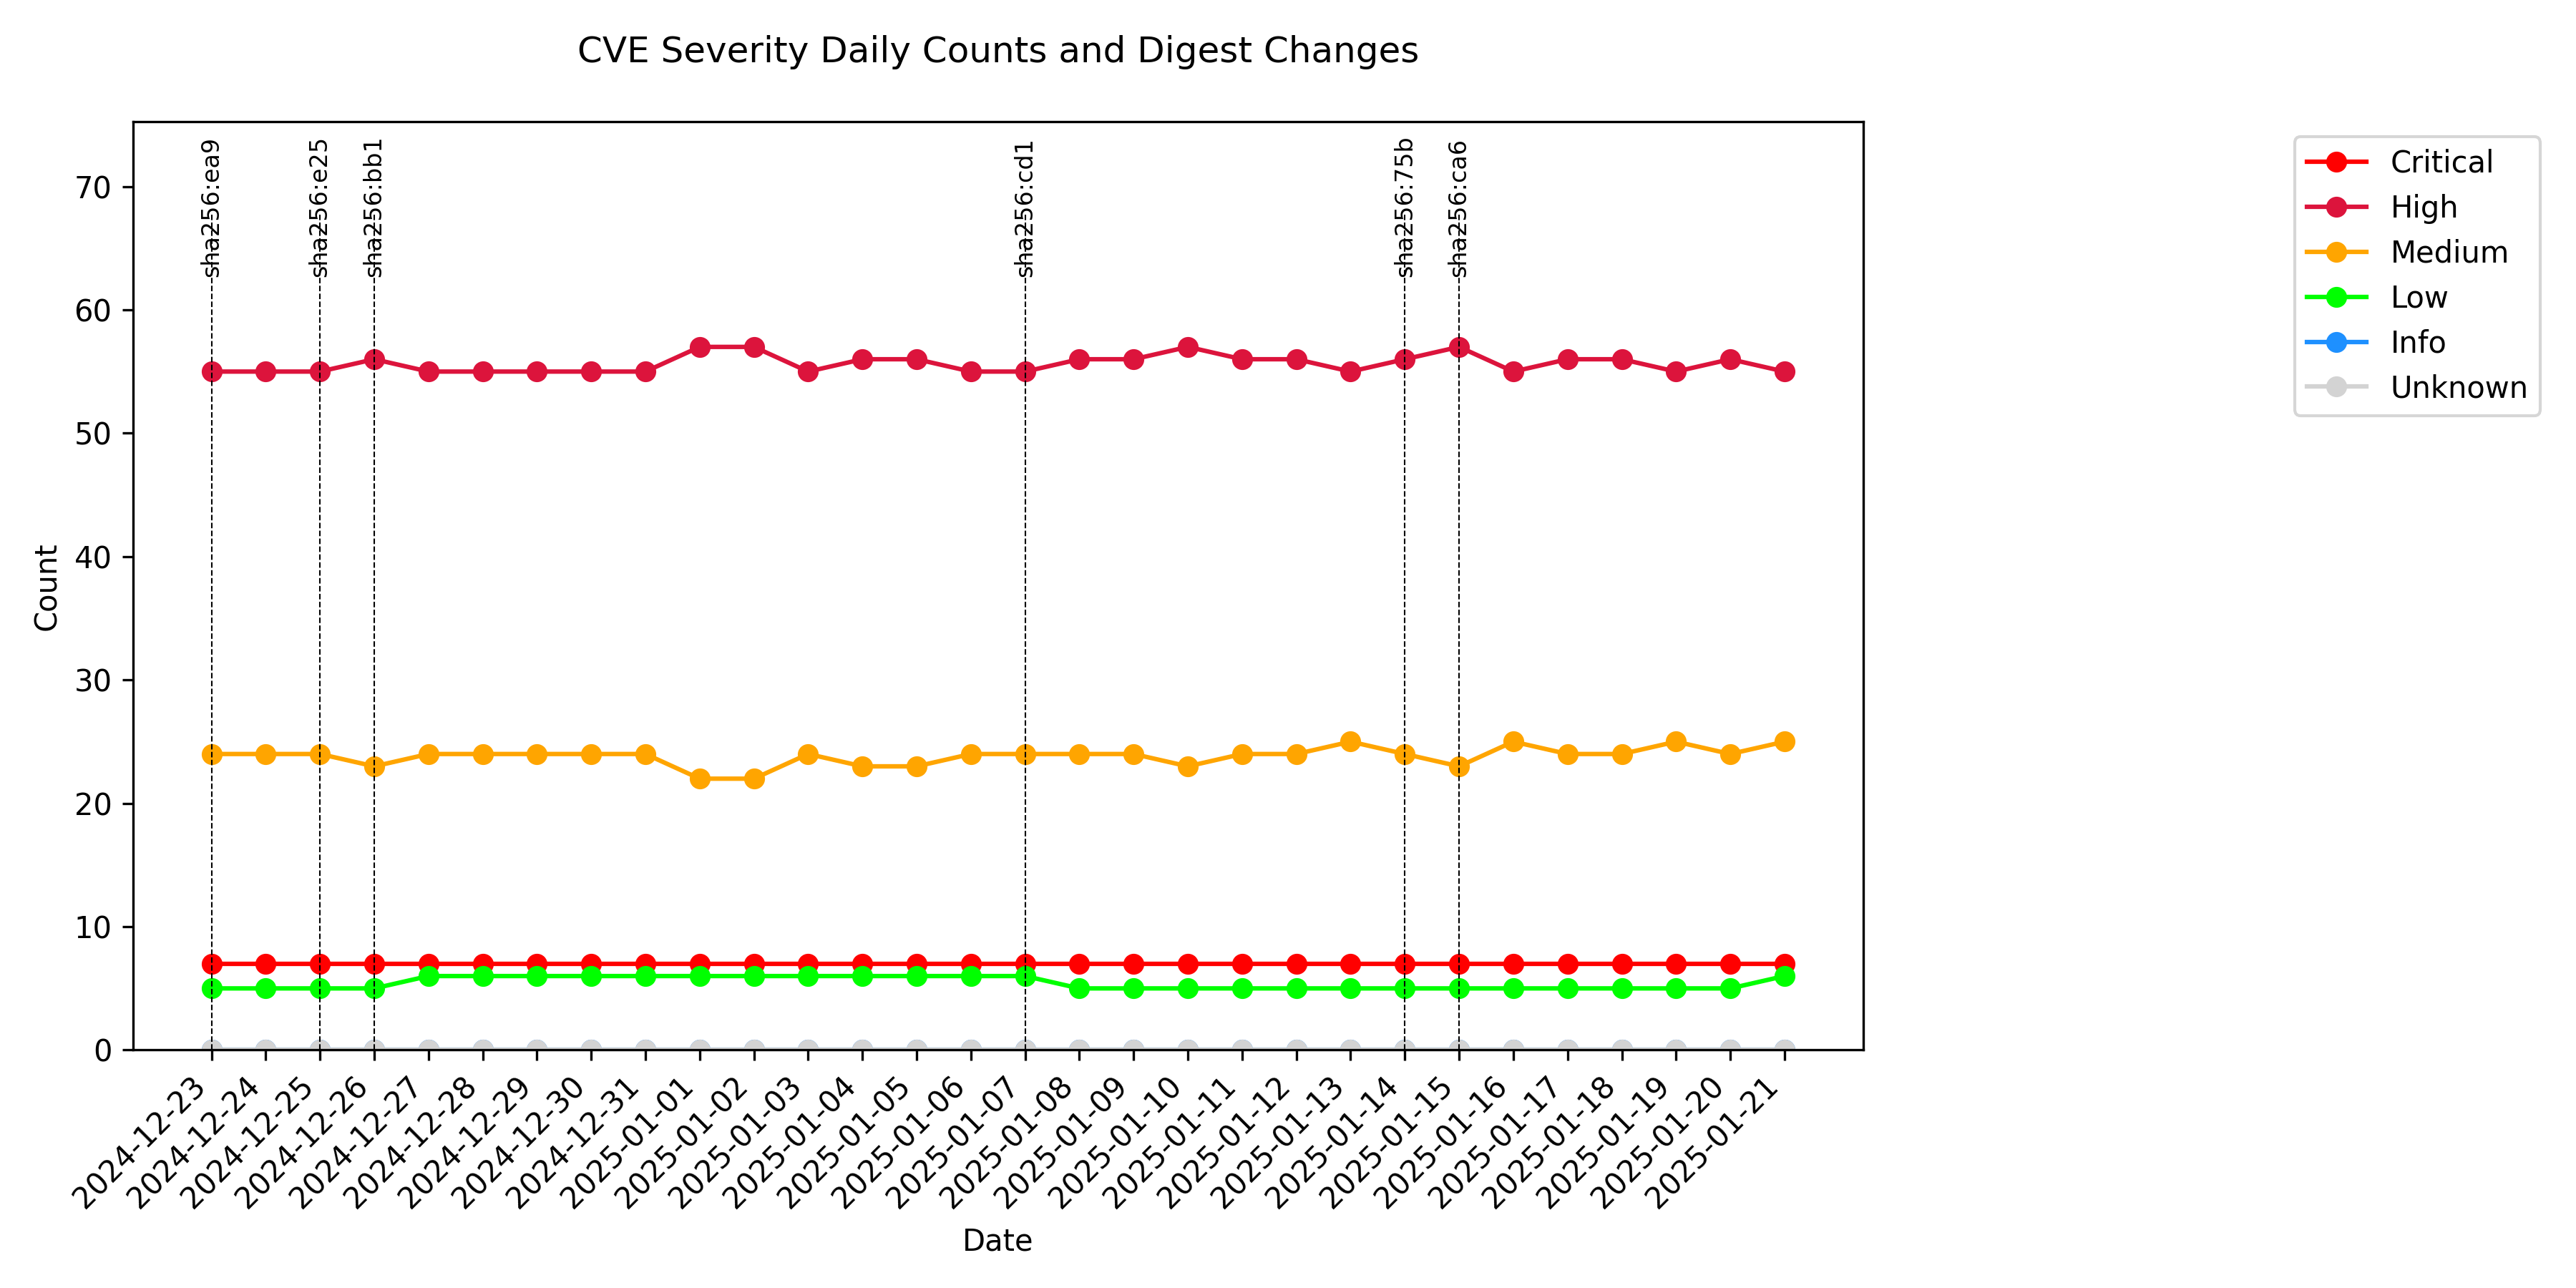 CVE Severity Daily Counts and Digest Changes
sha256:ea9
sha256:e25
sha256:bb1
sha256:cd1
sha256:75b
sha256:ca6
Critical
High
Medium
Low
Info
Unknown
70
60
50
40
30
20
10
0
Count
2024-12-23
2024-12-24
2024-12-25
2024-12-26
2024-12-27
2024-12-28
2024-12-29
2024-12-30
2024-12-31
2025-01-01
2025-01-02
2025-01-03
2025-01-04
2025-01-05
2025-01-06
2025-01-07
2025-01-08
2025-01-09
2025-01-10
2025-01-11
2025-01-12
2025-01-13
2025-01-14
2025-01-15
2025-01-16
2025-01-17
2025-01-18
2025-01-19
2025-01-20
2025-01-21
Date